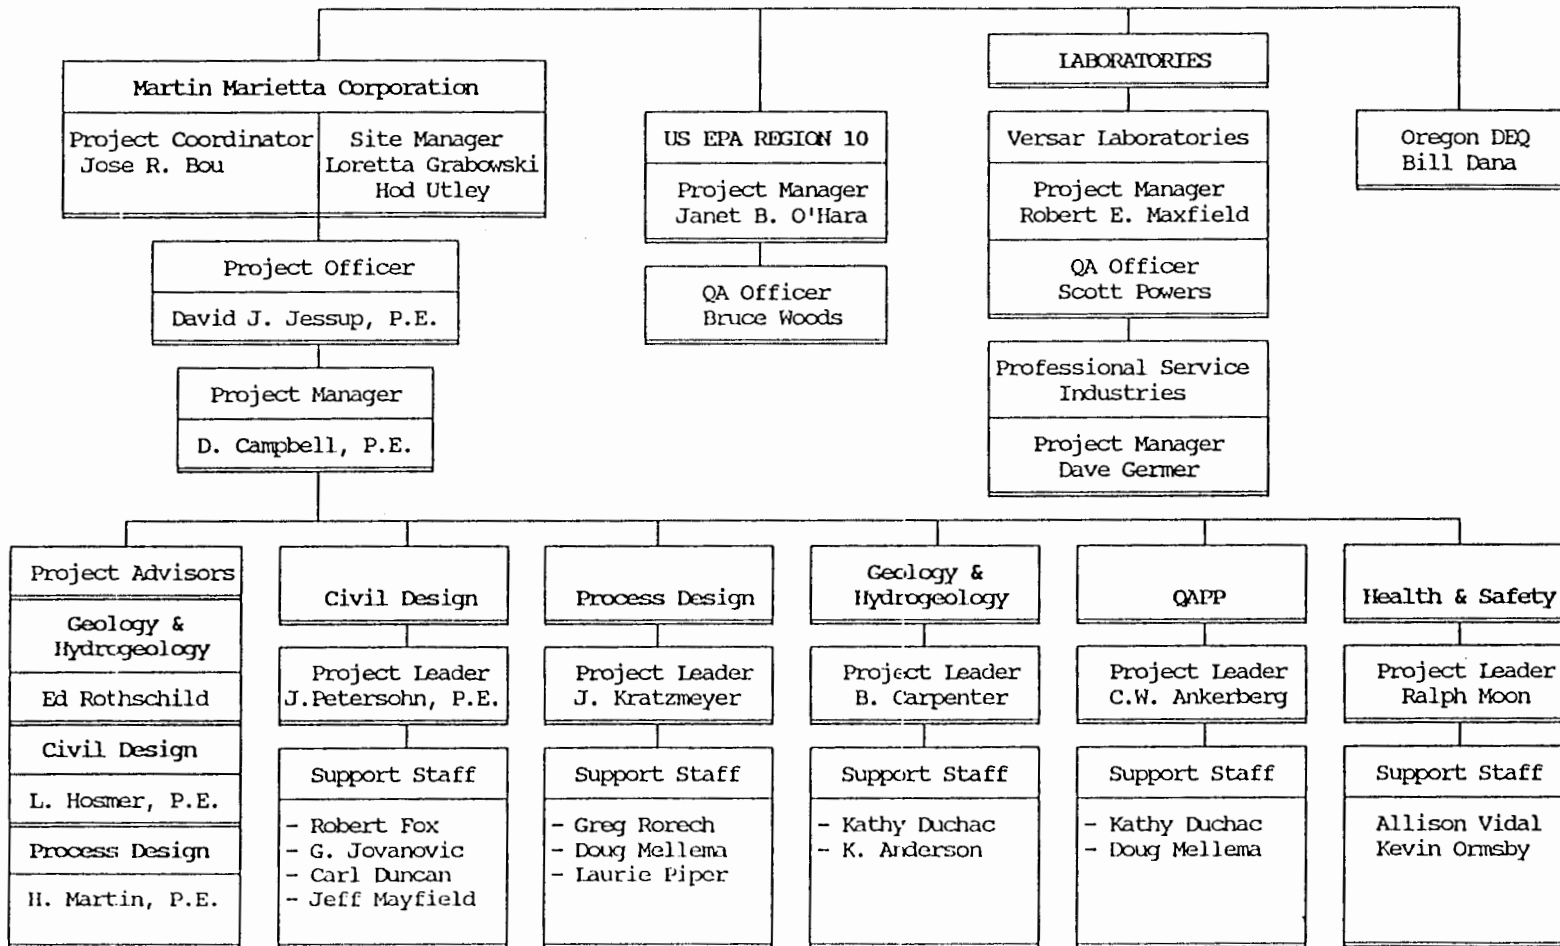 Martin Marietta Corporation
Project Coordinator
Jose R. Bou
Site Manager
Loretta Grabowski
Hod Utley
Project Officer
David J. Jessup, P.E.
Project Manager
D. Campbell, P.E.
US EPA REGION 10
Project Manager
Janet B. O'Hara
QA Officer
Bruce Woods
LABORATORIES
Versar Laboratories
Project Manager
Robert E. Maxfield
QA Officer
Scott Powers
Professional Service
Industries
Project Manager
Dave Germer
Oregon DEQ
Bill Dana
Project Advisors
Geology &
Hydrogeology
Ed Rothschild
Civil Design
L. Hosmer, P.E.
Process Design
H. Martin, P.E.
Civil Design
Project Leader
J.Petersohn, P.E.
Support Staff
- Robert Fox
- G. Jovanovic
- Carl Duncan
- Jeff Mayfield
Process Design
Project Leader
J. Kratzmeyer
Support Staff
- Greg Rorech
- Doug Mellema
- Laurie Piper
Geology &
Hydrogeology
Project Leader
B. Carpenter
Support Staff
- Kathy Duchac
- K. Anderson
QAPP
Project Leader
C.W. Ankerberg
Support Staff
- Kathy Duchac
- Doug Mellema
Health & Safety
Project Leader
Ralph Moon
Support Staff
Allison Vidal
Kevin Ormsby